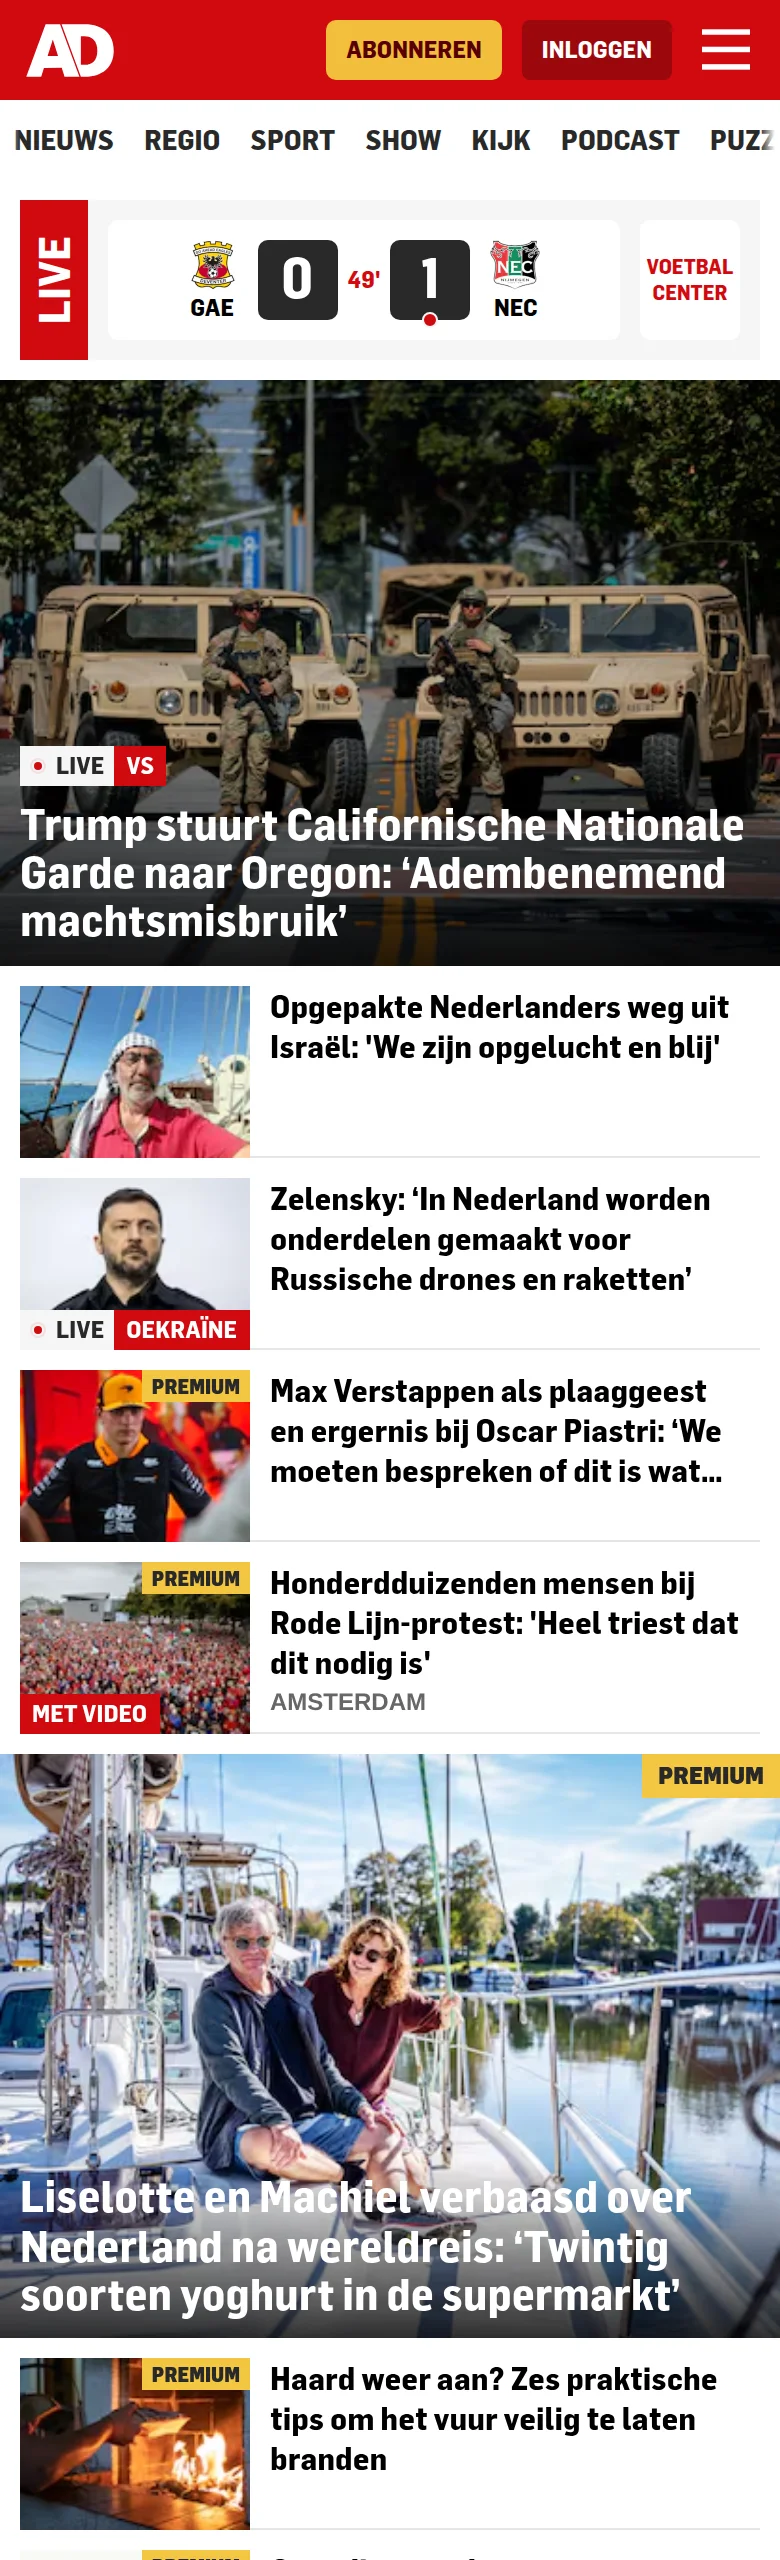 AD
ABONNEREN
INLOGGEN
NIEUWS REGIO SPORT SHOW KIJK PODCAST PUZZ
LIVE
GAE
0
49'
1
NEC
NEC
VOETBAL
CENTER
LIVE VS
Trump stuurt Californische Nationale
Garde naar Oregon: ‘Adembenemend
machtsmisbruik’
Opgepakte Nederlanders weg uit
Israël: 'We zijn opgelucht en blij'
LIVE OEKRAÏNE
Zelensky: ‘In Nederland worden
onderdelen gemaakt voor
Russische drones en raketten’
PREMIUM
Max Verstappen als plaaggeest
en ergernis bij Oscar Piastri: ‘We
moeten bespreken of dit is wat...
PREMIUM
MET VIDEO
Honderdduizenden mensen bij
Rode Lijn-protest: 'Heel triest dat
dit nodig is'
AMSTERDAM
PREMIUM
Liselotte en Machiel verbaasd over
Nederland na wereldreis: ‘Twintig
soorten yoghurt in de supermarkt’
PREMIUM
Haard weer aan? Zes praktische
tips om het vuur veilig te laten
branden
PREMIUM